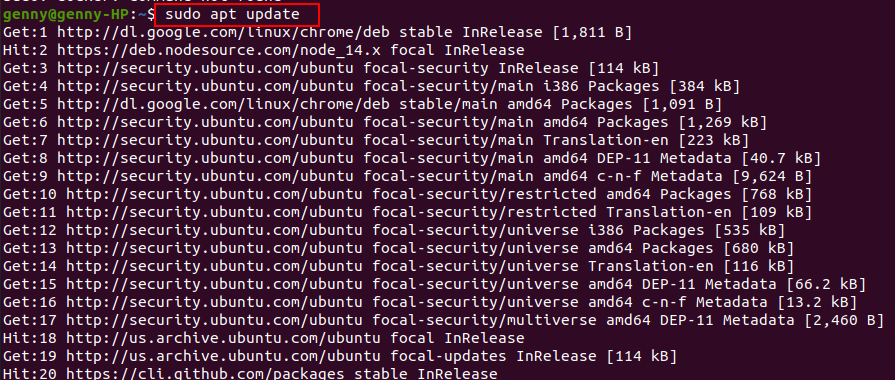 genny@genny-HP:~$ sudo apt update
Get:1 http://dl.google.com/linux/chrome/deb stable InRelease [1,811 B]
Hit:2 https://deb.nodesource.com/node_14.x focal InRelease
Get:3 http://security.ubuntu.com/ubuntu focal-security InRelease [114 kB]
Get:4 http://security.ubuntu.com/ubuntu focal-security/main i386 Packages [384 kB]
Get:5 http://dl.google.com/linux/chrome/deb stable/main amd64 Packages [1,091 B]
Get:6 http://security.ubuntu.com/ubuntu focal-security/main amd64 Packages [1,269 kB]
Get:7 http://security.ubuntu.com/ubuntu focal-security/main Translation-en [223 kB]
Get:8 http://security.ubuntu.com/ubuntu focal-security/main amd64 DEP-11 Metadata [40.7 kB]
Get:9 http://security.ubuntu.com/ubuntu focal-security/main amd64 c-n-f Metadata [9,624 B]
Get:10 http://security.ubuntu.com/ubuntu focal-security/restricted amd64 Packages [768 kB]
Get:11 http://security.ubuntu.com/ubuntu focal-security/restricted Translation-en [109 kB]
Get:12 http://security.ubuntu.com/ubuntu focal-security/universe i386 Packages [535 kB]
Get:13 http://security.ubuntu.com/ubuntu focal-security/universe amd64 Packages [680 kB]
Get:14 http://security.ubuntu.com/ubuntu focal-security/universe Translation-en [116 kB]
Get:15 http://security.ubuntu.com/ubuntu focal-security/universe amd64 DEP-11 Metadata [66.2 kB]
Get:16 http://security.ubuntu.com/ubuntu focal-security/universe amd64 c-n-f Metadata [13.2 kB]
Get:17 http://security.ubuntu.com/ubuntu focal-security/multiverse amd64 DEP-11 Metadata [2,460 B]
Hit:18 http://us.archive.ubuntu.com/ubuntu focal InRelease
Get:19 http://us.archive.ubuntu.com/ubuntu focal-updates InRelease [114 kB]
Hit:20 https://cli.github.com/packages stable InRelease